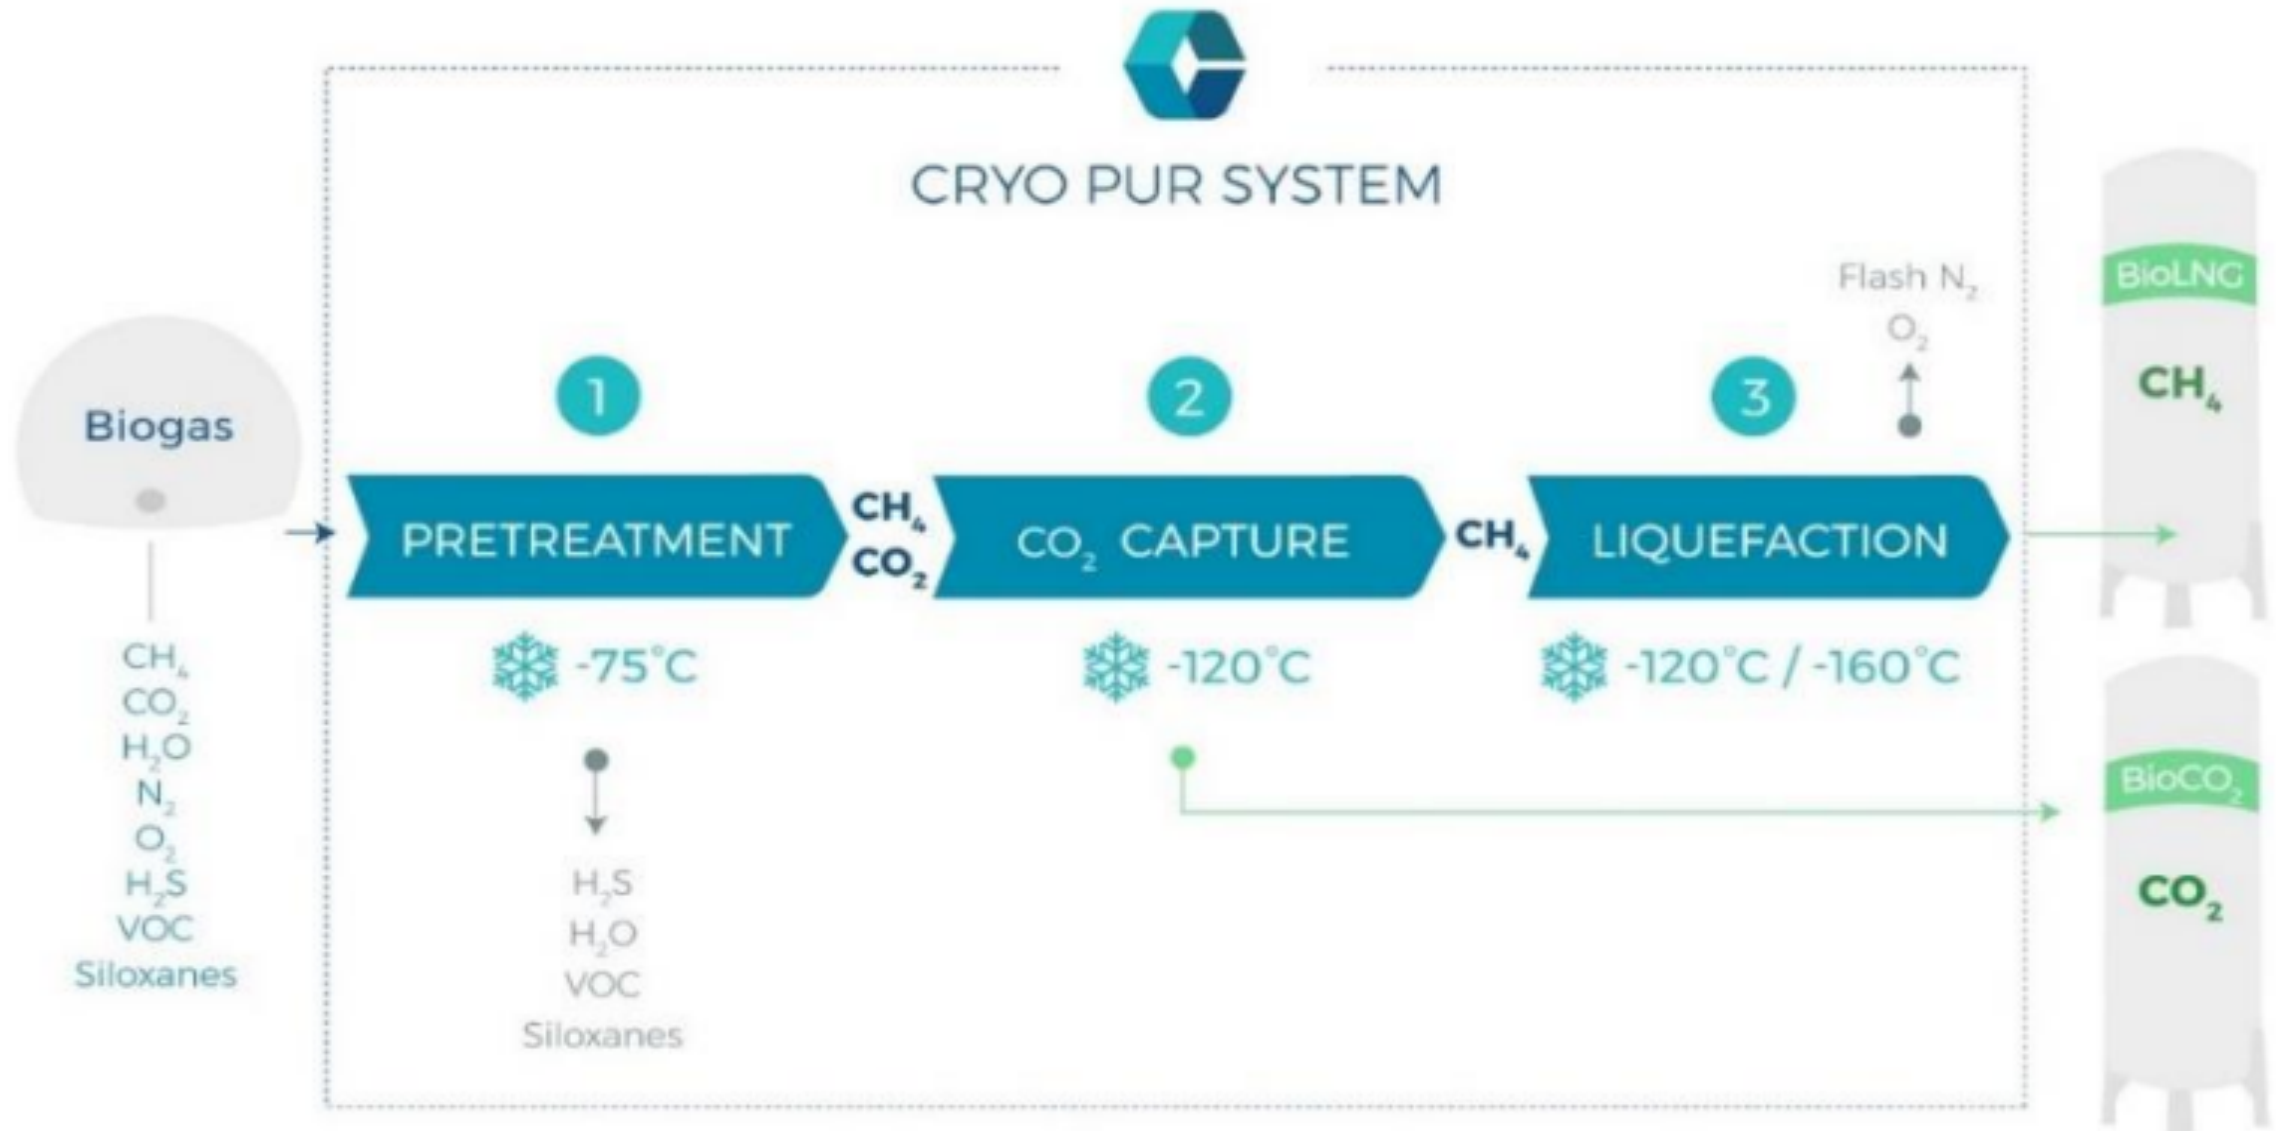 CRYO PUR SYSTEM
Biogas
CH₄
CO₂
H₂O
N₂
O₂
H₂S
VOC
Siloxanes
1
PRETREATMENT
-75°C
H₂S
H₂O
VOC
Siloxanes
CH₄
CO₂
2
CO₂ CAPTURE
-120°C
CH₄
3
LIQUEFACTION
-120°C / -160°C
Flash N₂
O₂
BioLNG
CH₄
BioCO₂
CO₂